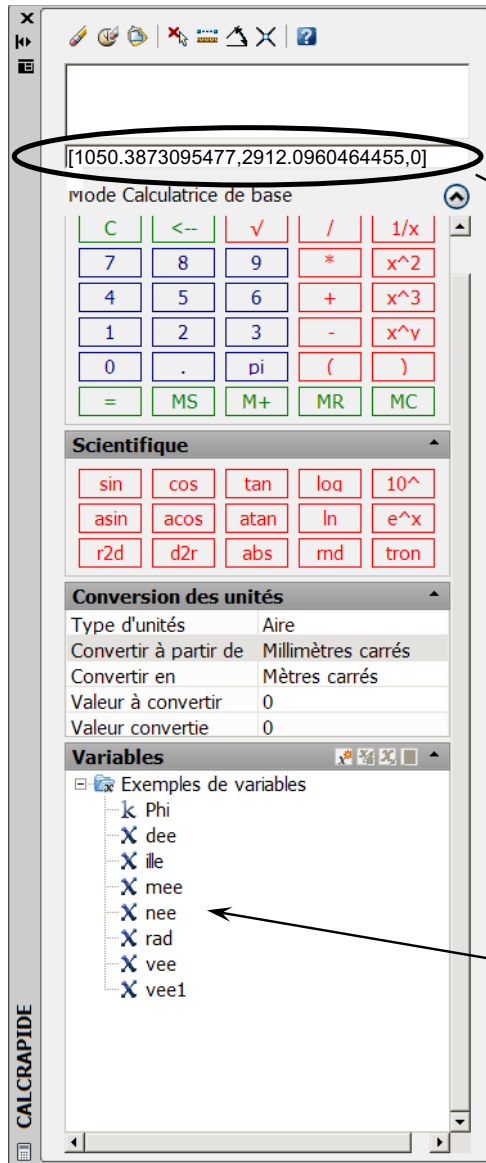 [1050.3873095477,2912.0960464455,0]
Mode Calculatrice de base
C <-- √ / 1/x
7 8 9 * x^2
4 5 6 + x^3
1 2 3 - x^y
0 . pi ( )
= MS M+ MR MC
Scientifique
sin cos tan log 10^
asin acos atan ln e^x
r2d d2r abs rnd tron
Conversion des unités
Type d'unités Aire
Convertir à partir de Millimètres carrés
Convertir en Mètres carrés
Valeur à convertir 0
Valeur convertie 0
Variables
Exemples de variables
k Phi
X dee
X ille
X mee
X nee
X rad
X vee
X vee1
CALCRAPIDE